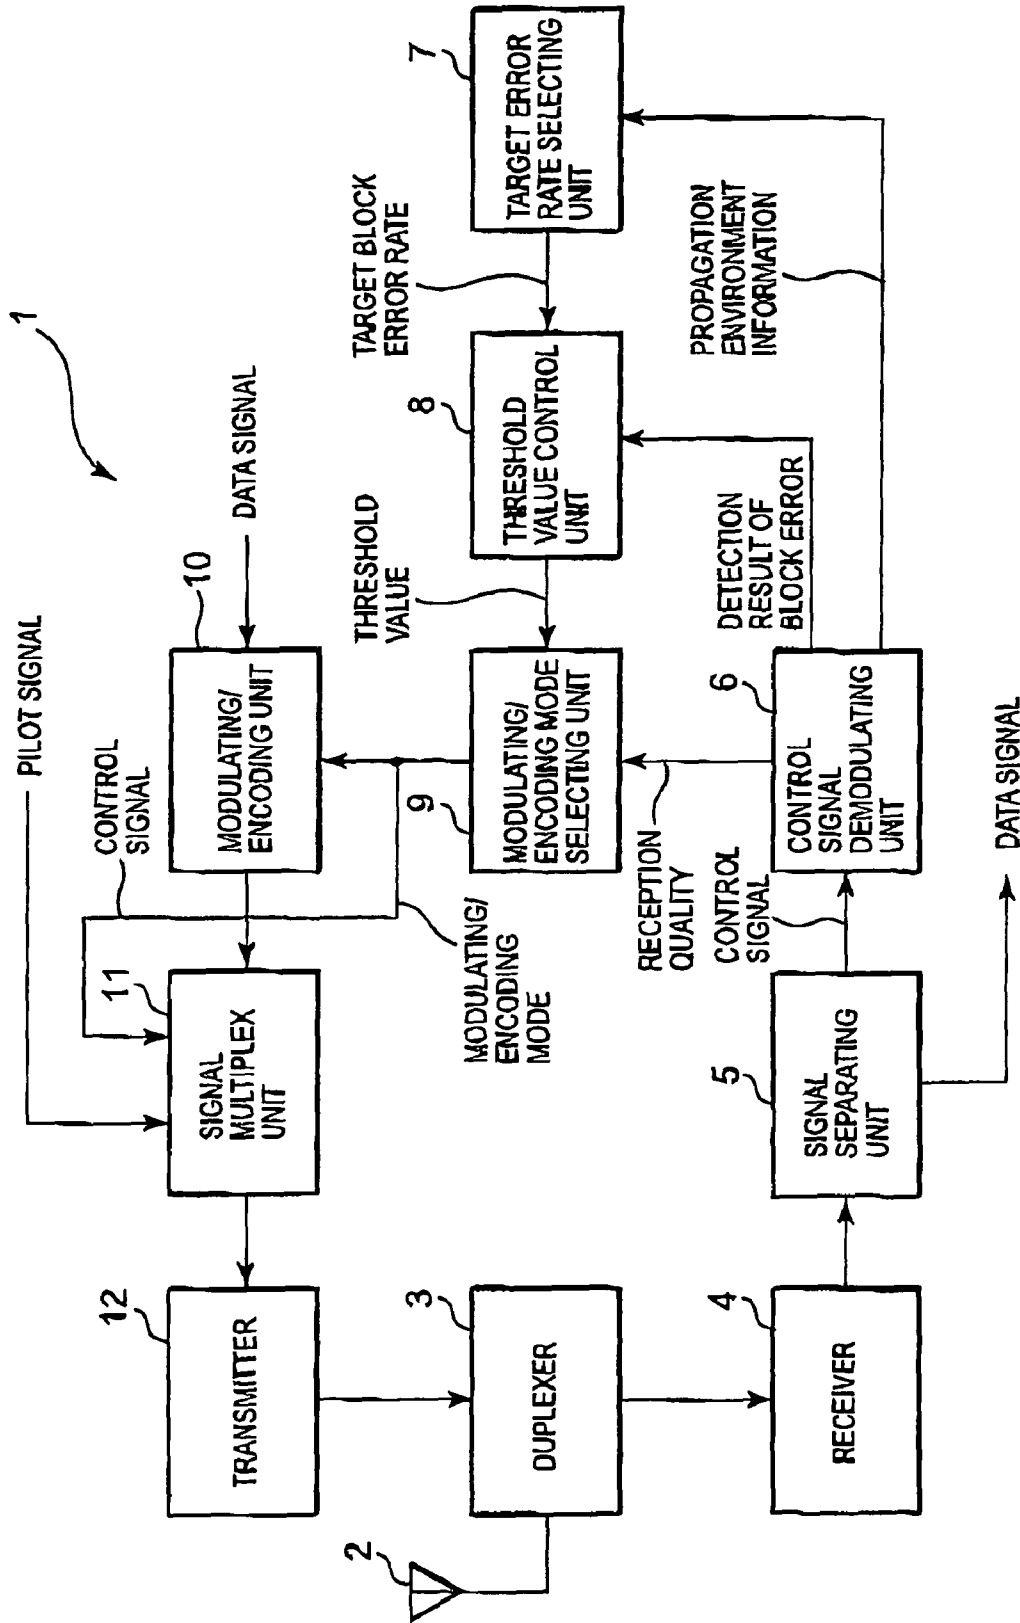 1
PILOT SIGNAL
CONTROL
SIGNAL
DATA SIGNAL
12
TRANSMITTER
11
SIGNAL
MULTIPLEX
UNIT
10
MODULATING/
ENCODING UNIT
MODULATING/
ENCODING
MODE
THRESHOLD
VALUE
TARGET BLOCK
ERROR RATE
2
3
DUPLEXER
9
MODULATING/
ENCODING MODE
SELECTING UNIT
8
THRESHOLD
VALUE CONTROL
UNIT
7
TARGET ERROR
RATE SELECTING
UNIT
RECEPTION
QUALITY
CONTROL
SIGNAL
DETECTION
RESULT OF
BLOCK ERROR
PROPAGATION
ENVIRONMENT
INFORMATION
4
RECEIVER
5
SIGNAL
SEPARATING
UNIT
6
CONTROL
SIGNAL
DEMODULATING
UNIT
DATA SIGNAL